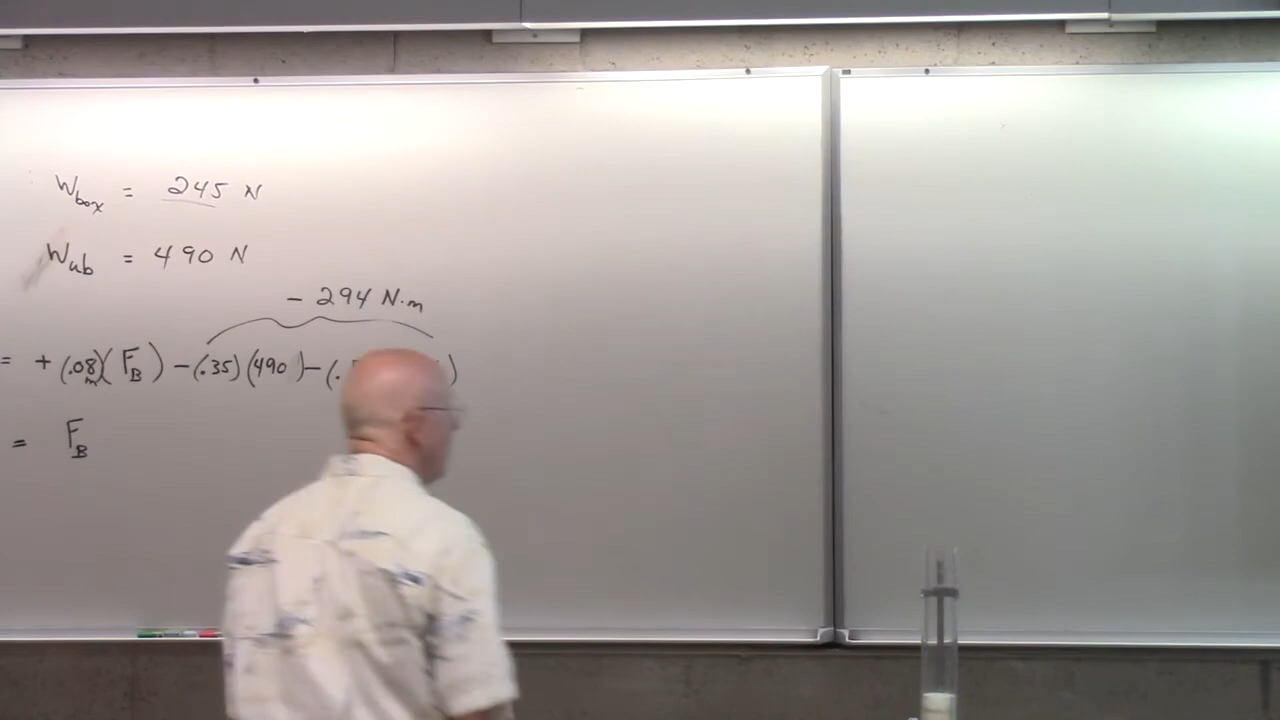 W_box = 245 N
W_ub = 490 N
- 294 N·m
= + (.08 m)(F_B) - (.35)(490) - (. )
= F_B